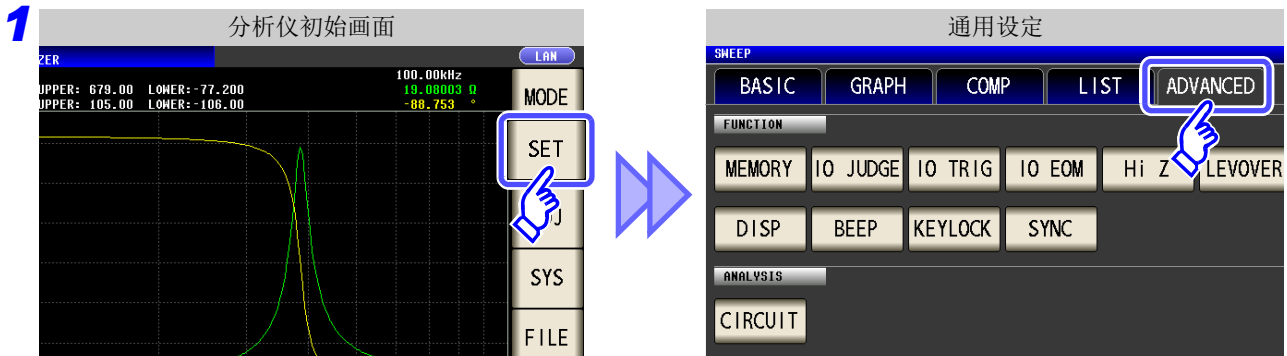 1
分析仪初始画面
ZER
LAN
100.00kHz
UPPER: 679.00 LOWER:-77.200 19.08003 Ω
UPPER: 105.00 LOWER:-106.00 -88.753 °
MODE
SET
SYS
FILE
通用设定
SWEEP
BASIC GRAPH COMP LIST ADVANCED
FUNCTION
MEMORY IO JUDGE IO TRIG IO EOM Hi Z LEVOVER
DISP BEEP KEYLOCK SYNC
ANALYSIS
CIRCUIT